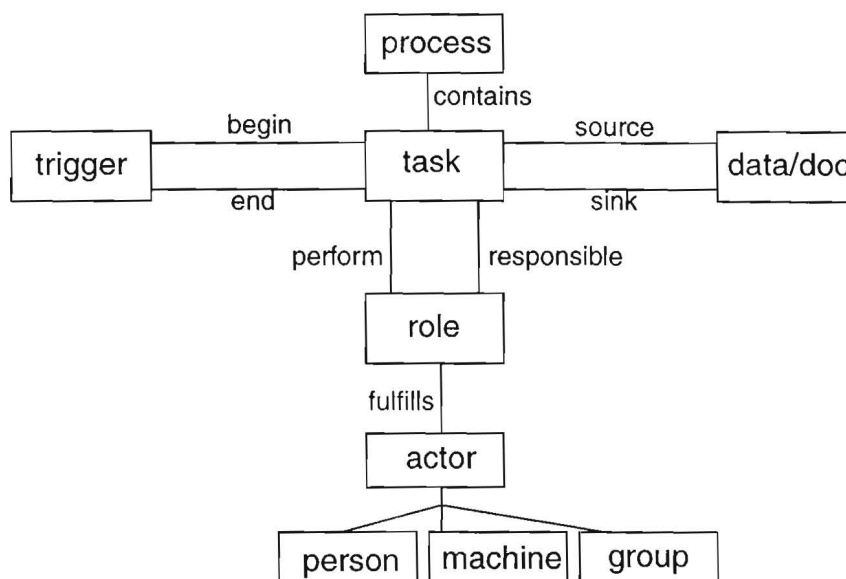 process
contains
begin
source
trigger
task
data/doc
end
sink
perform
responsible
role
fulfills
actor
person
machine
group